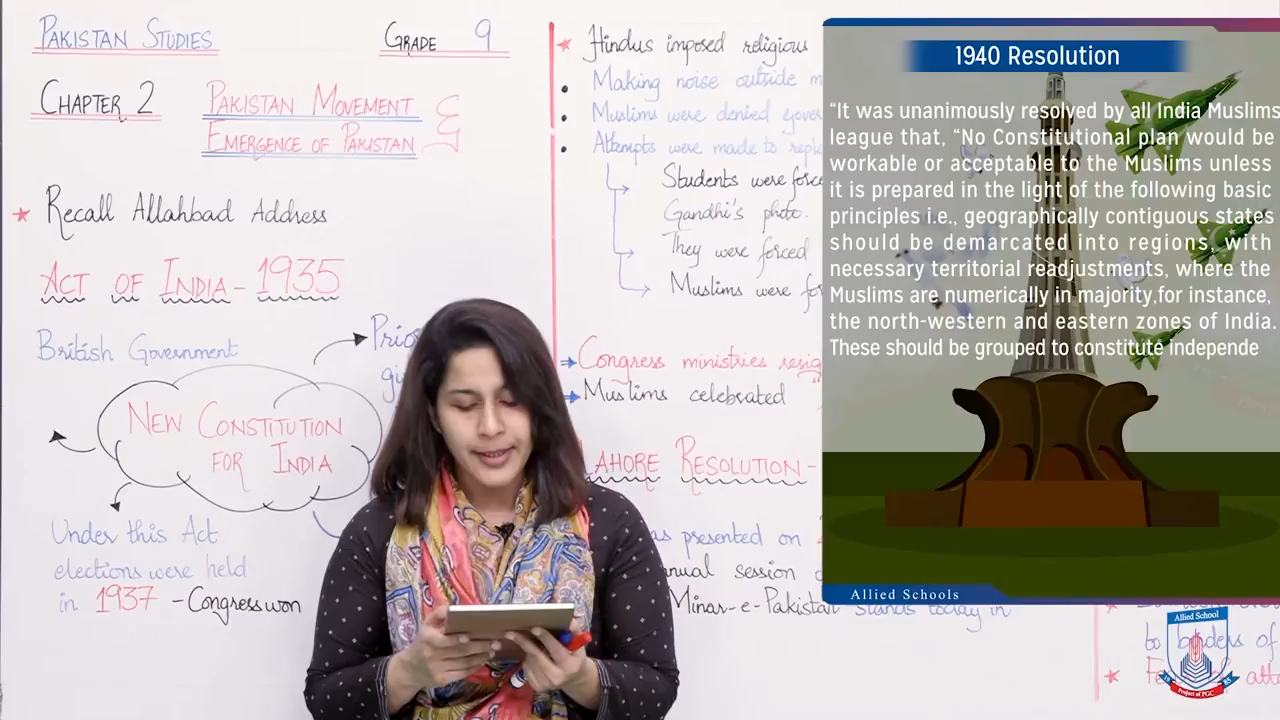 PAKISTAN STUDIES
GRADE 9
CHAPTER 2
PAKISTAN MOVEMENT
EMERGENCE OF PAKISTAN
Recall Allahbad Address
ACT OF INDIA - 1935
British Government
NEW CONSTITUTION
FOR INDIA
Under this Act
elections were held
in 1937 - Congress won
Hindus imposed religious
Making noise outside
Muslims were denied
Attempts were made to
Students were
Gandhi's photo.
They were forced
Muslims were
Congress ministries
Muslims celebrated
LAHORE RESOLUTION -
presented on
session
Minar-e-Pakistan stands today in
to borders of
1940 Resolution
“It was unanimously resolved by all India Muslims
league that, “No Constitutional plan would be
workable or acceptable to the Muslims unless
it is prepared in the light of the following basic
principles i.e., geographically contiguous states
should be demarcated into regions, with
necessary territorial readjustments, where the
Muslims are numerically in majority,for instance,
the north-western and eastern zones of India.
These should be grouped to constitute independe
Allied Schools
Allied School
Project of PGC